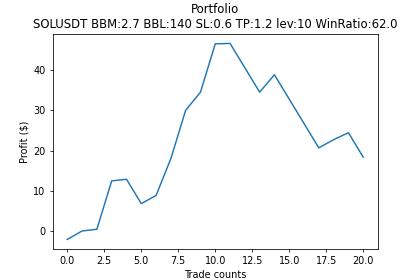 Portfolio
SOLUSDT BBM:2.7 BBL:140 SL:0.6 TP:1.2 lev:10 WinRatio:62.0
40
30
20
10
0
Profit ($)
0.0 2.5 5.0 7.5 10.0 12.5 15.0 17.5 20.0
Trade counts